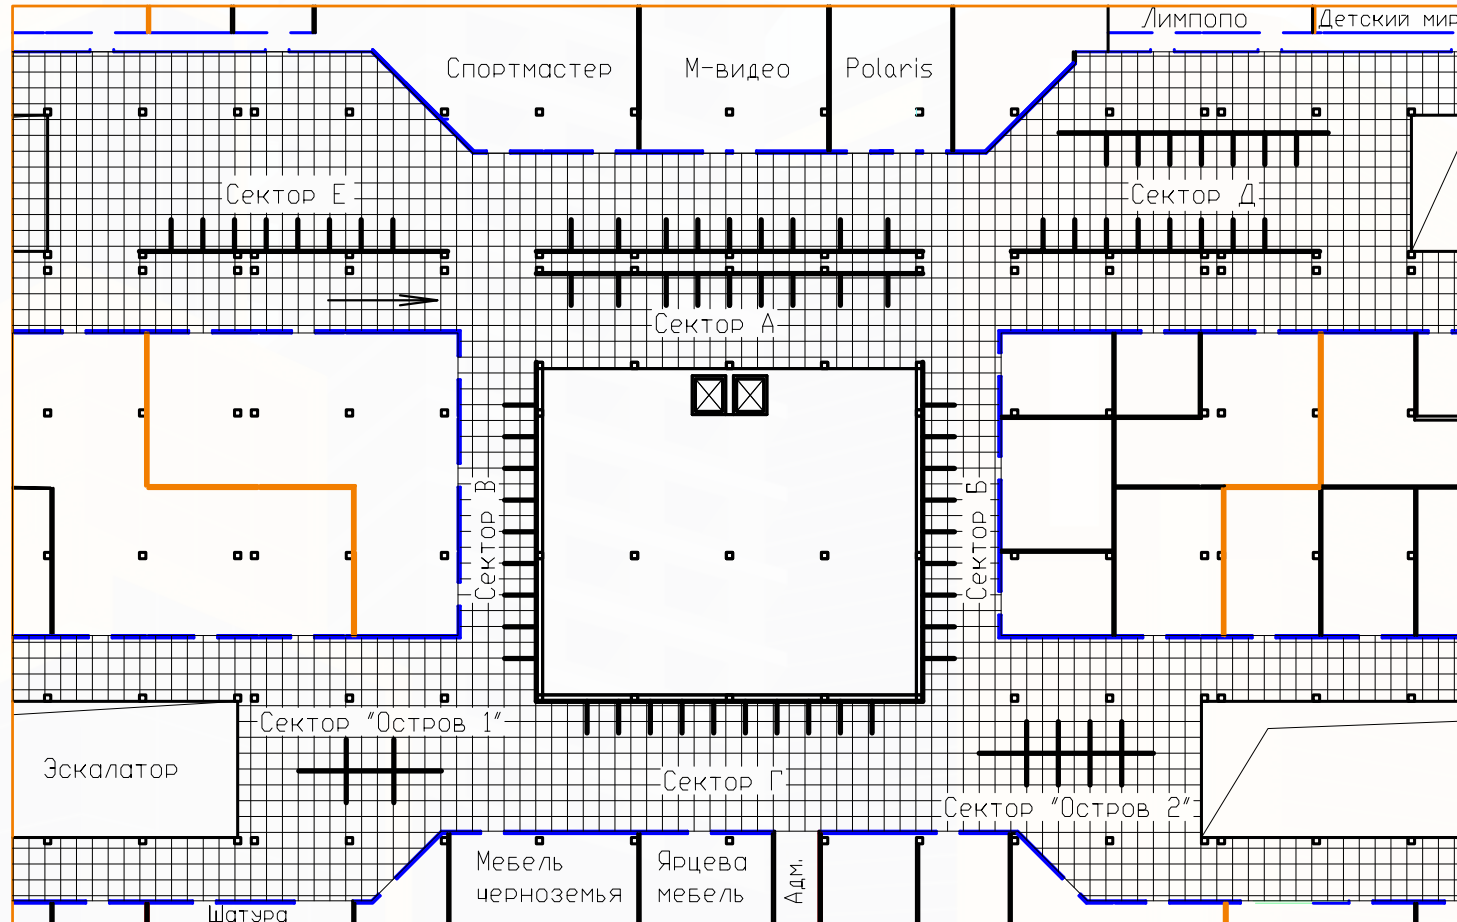 Лимпопо
Детский мир
Спортмастер
М-видео
Polaris
Сектор Е
Сектор Д
Сектор А
Сектор В
Сектор Б
Сектор "Остров 1"
Эскалатор
Сектор Г
Сектор "Остров 2"
Мебель
черноземья
Ярцева
мебель
Адм.
Шатура